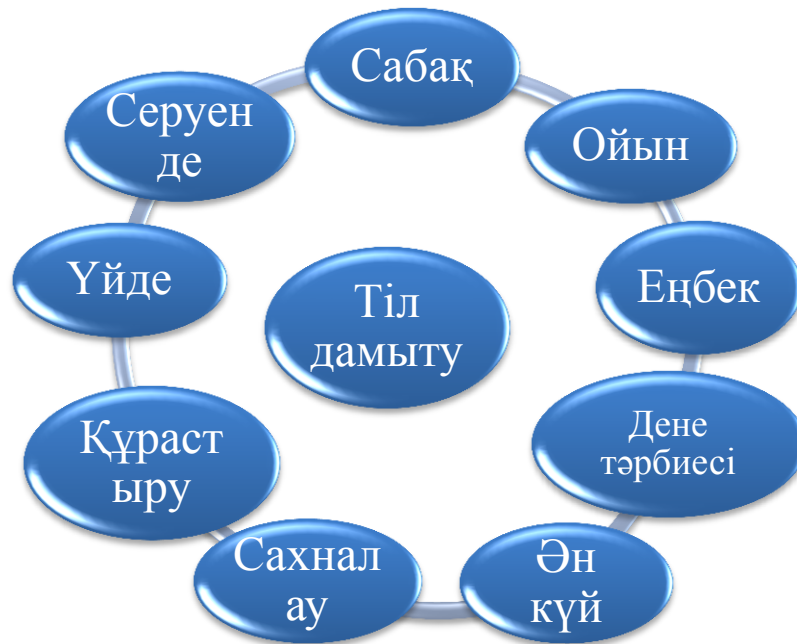 Сабақ
Ойын
Еңбек
Дене
тәрбиесі
Ән
күй
Сахнал
ау
Құраст
ыру
Үйде
Серуен
де
Тіл
дамыту